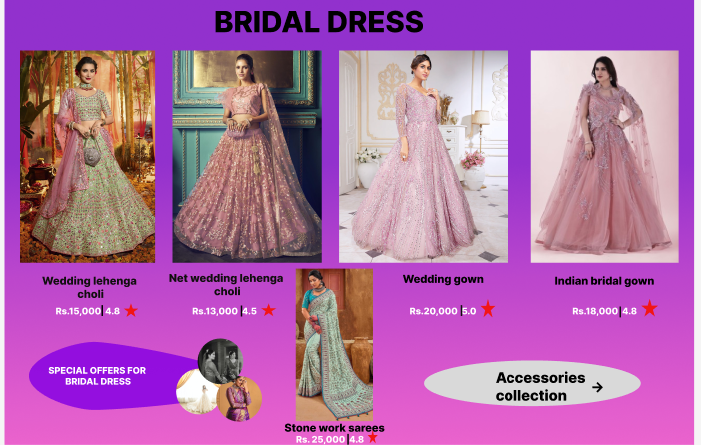 BRIDAL DRESS
Wedding lehenga
choli
Rs.15,000|4.8
Net wedding lehenga
choli
Rs.13,000|4.5
Wedding gown
Rs.20,000|5.0
Indian bridal gown
Rs.18,000|4.8
SPECIAL OFFERS FOR
BRIDAL DRESS
Accessories →
collection
Stone work sarees
Rs. 25,000|4.8